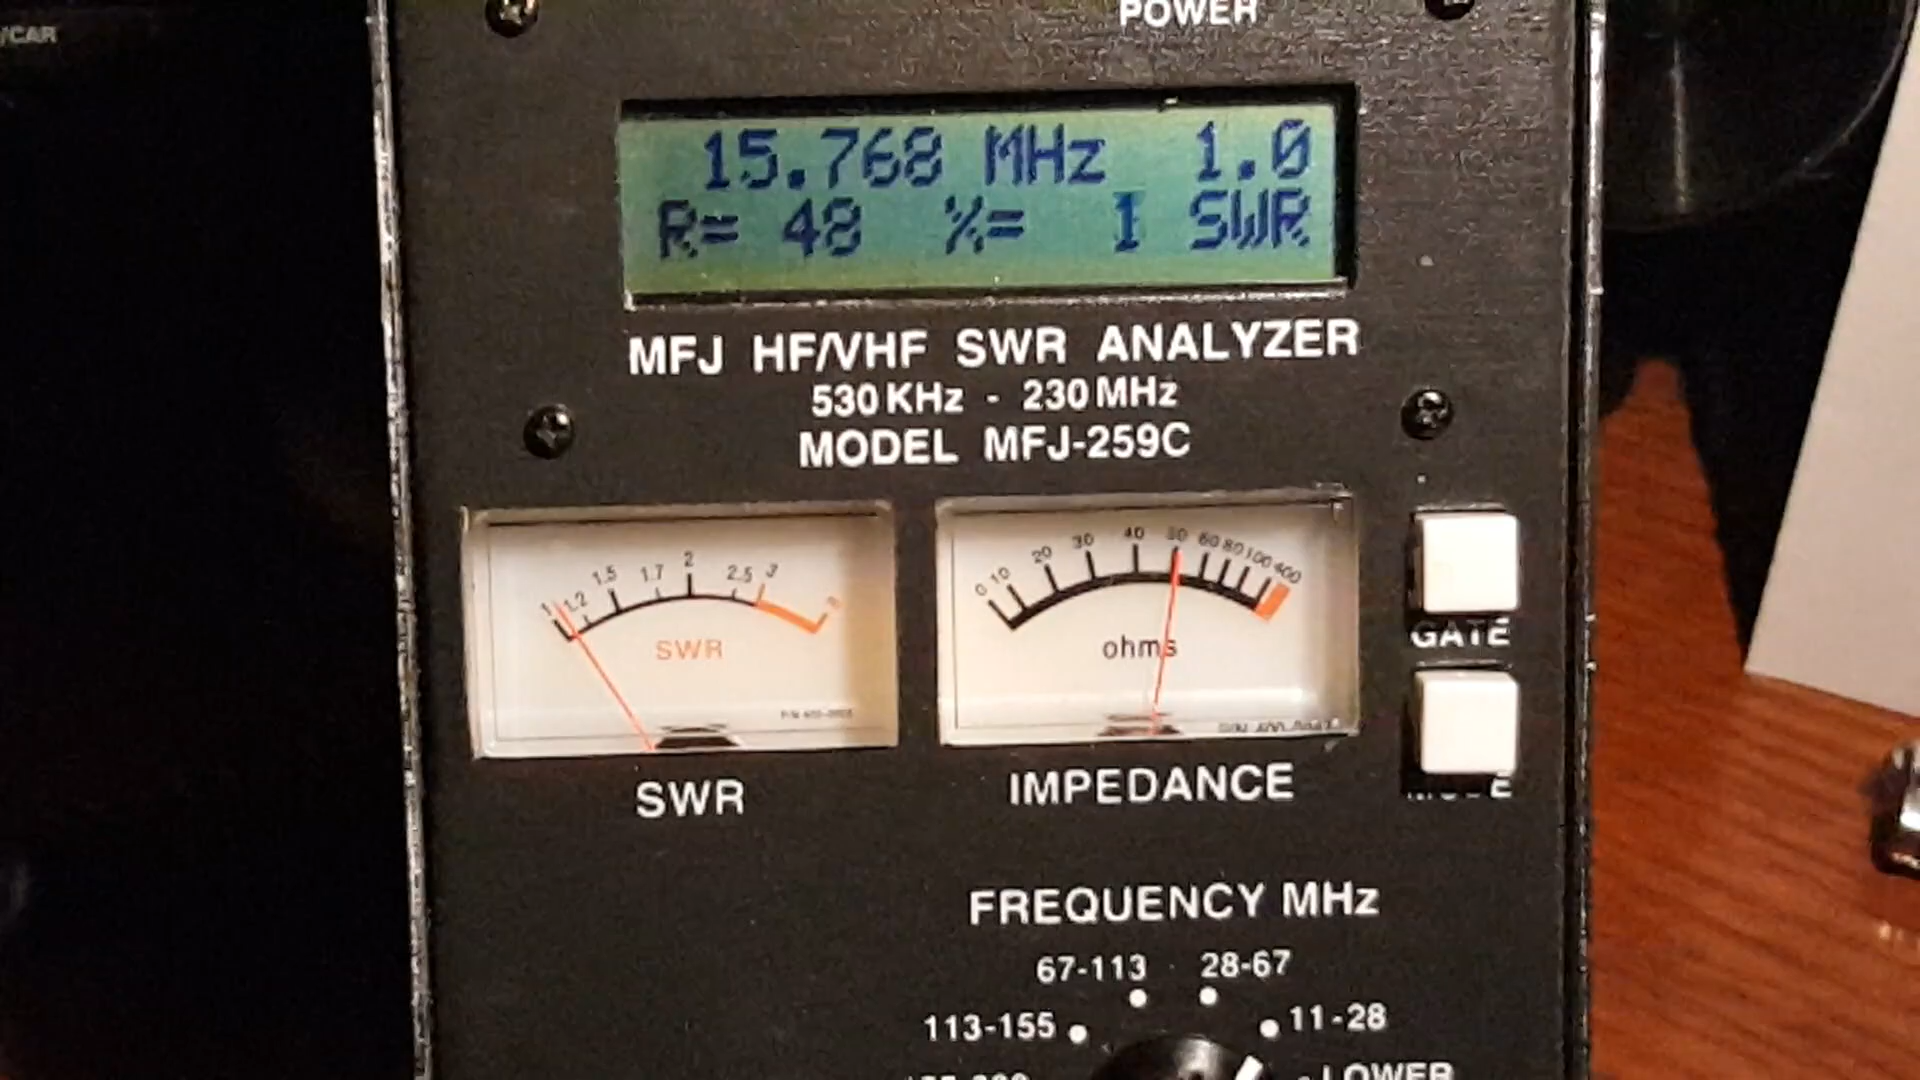 /CAR
POWER
15.768 MHz 1.0
R= 48 X= 1 SWR
MFJ HF/VHF SWR ANALYZER
530 KHz - 230 MHz
MODEL MFJ-259C
1 1.2 1.5 1.7 2 2.5 3
SWR
0 10 20 30 40 50 60 80 100 400
ohms
GATE
MODE
SWR
IMPEDANCE
FREQUENCY MHz
67-113 28-67
113-155 11-28
LOWER